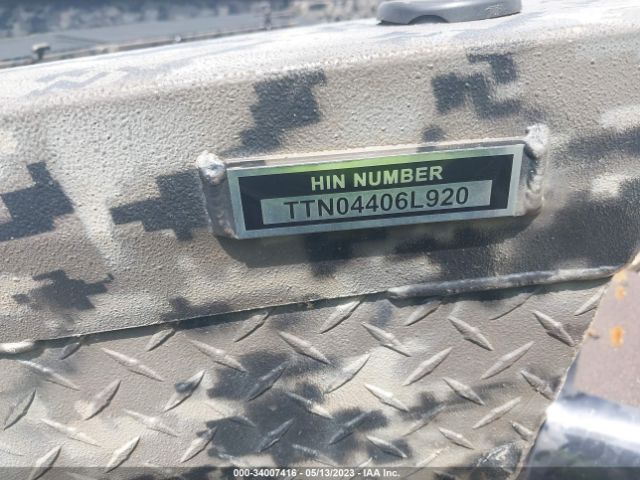 HIN NUMBER
TTN04406L920
000-34007416 - 05/13/2023 - IAA Inc.